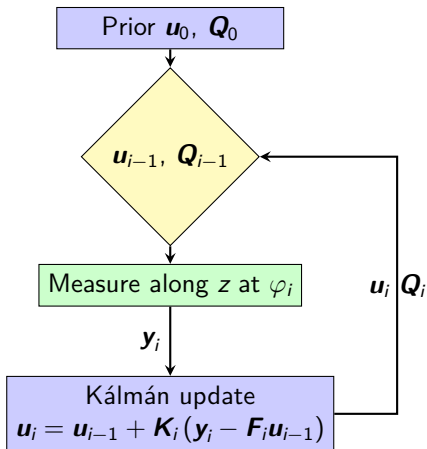 Prior u₀, Q₀
uᵢ₋₁, Qᵢ₋₁
Measure along z at φᵢ
yᵢ
uᵢ Qᵢ
Kálmán update
uᵢ = uᵢ₋₁ + Kᵢ(yᵢ − Fᵢuᵢ₋₁)